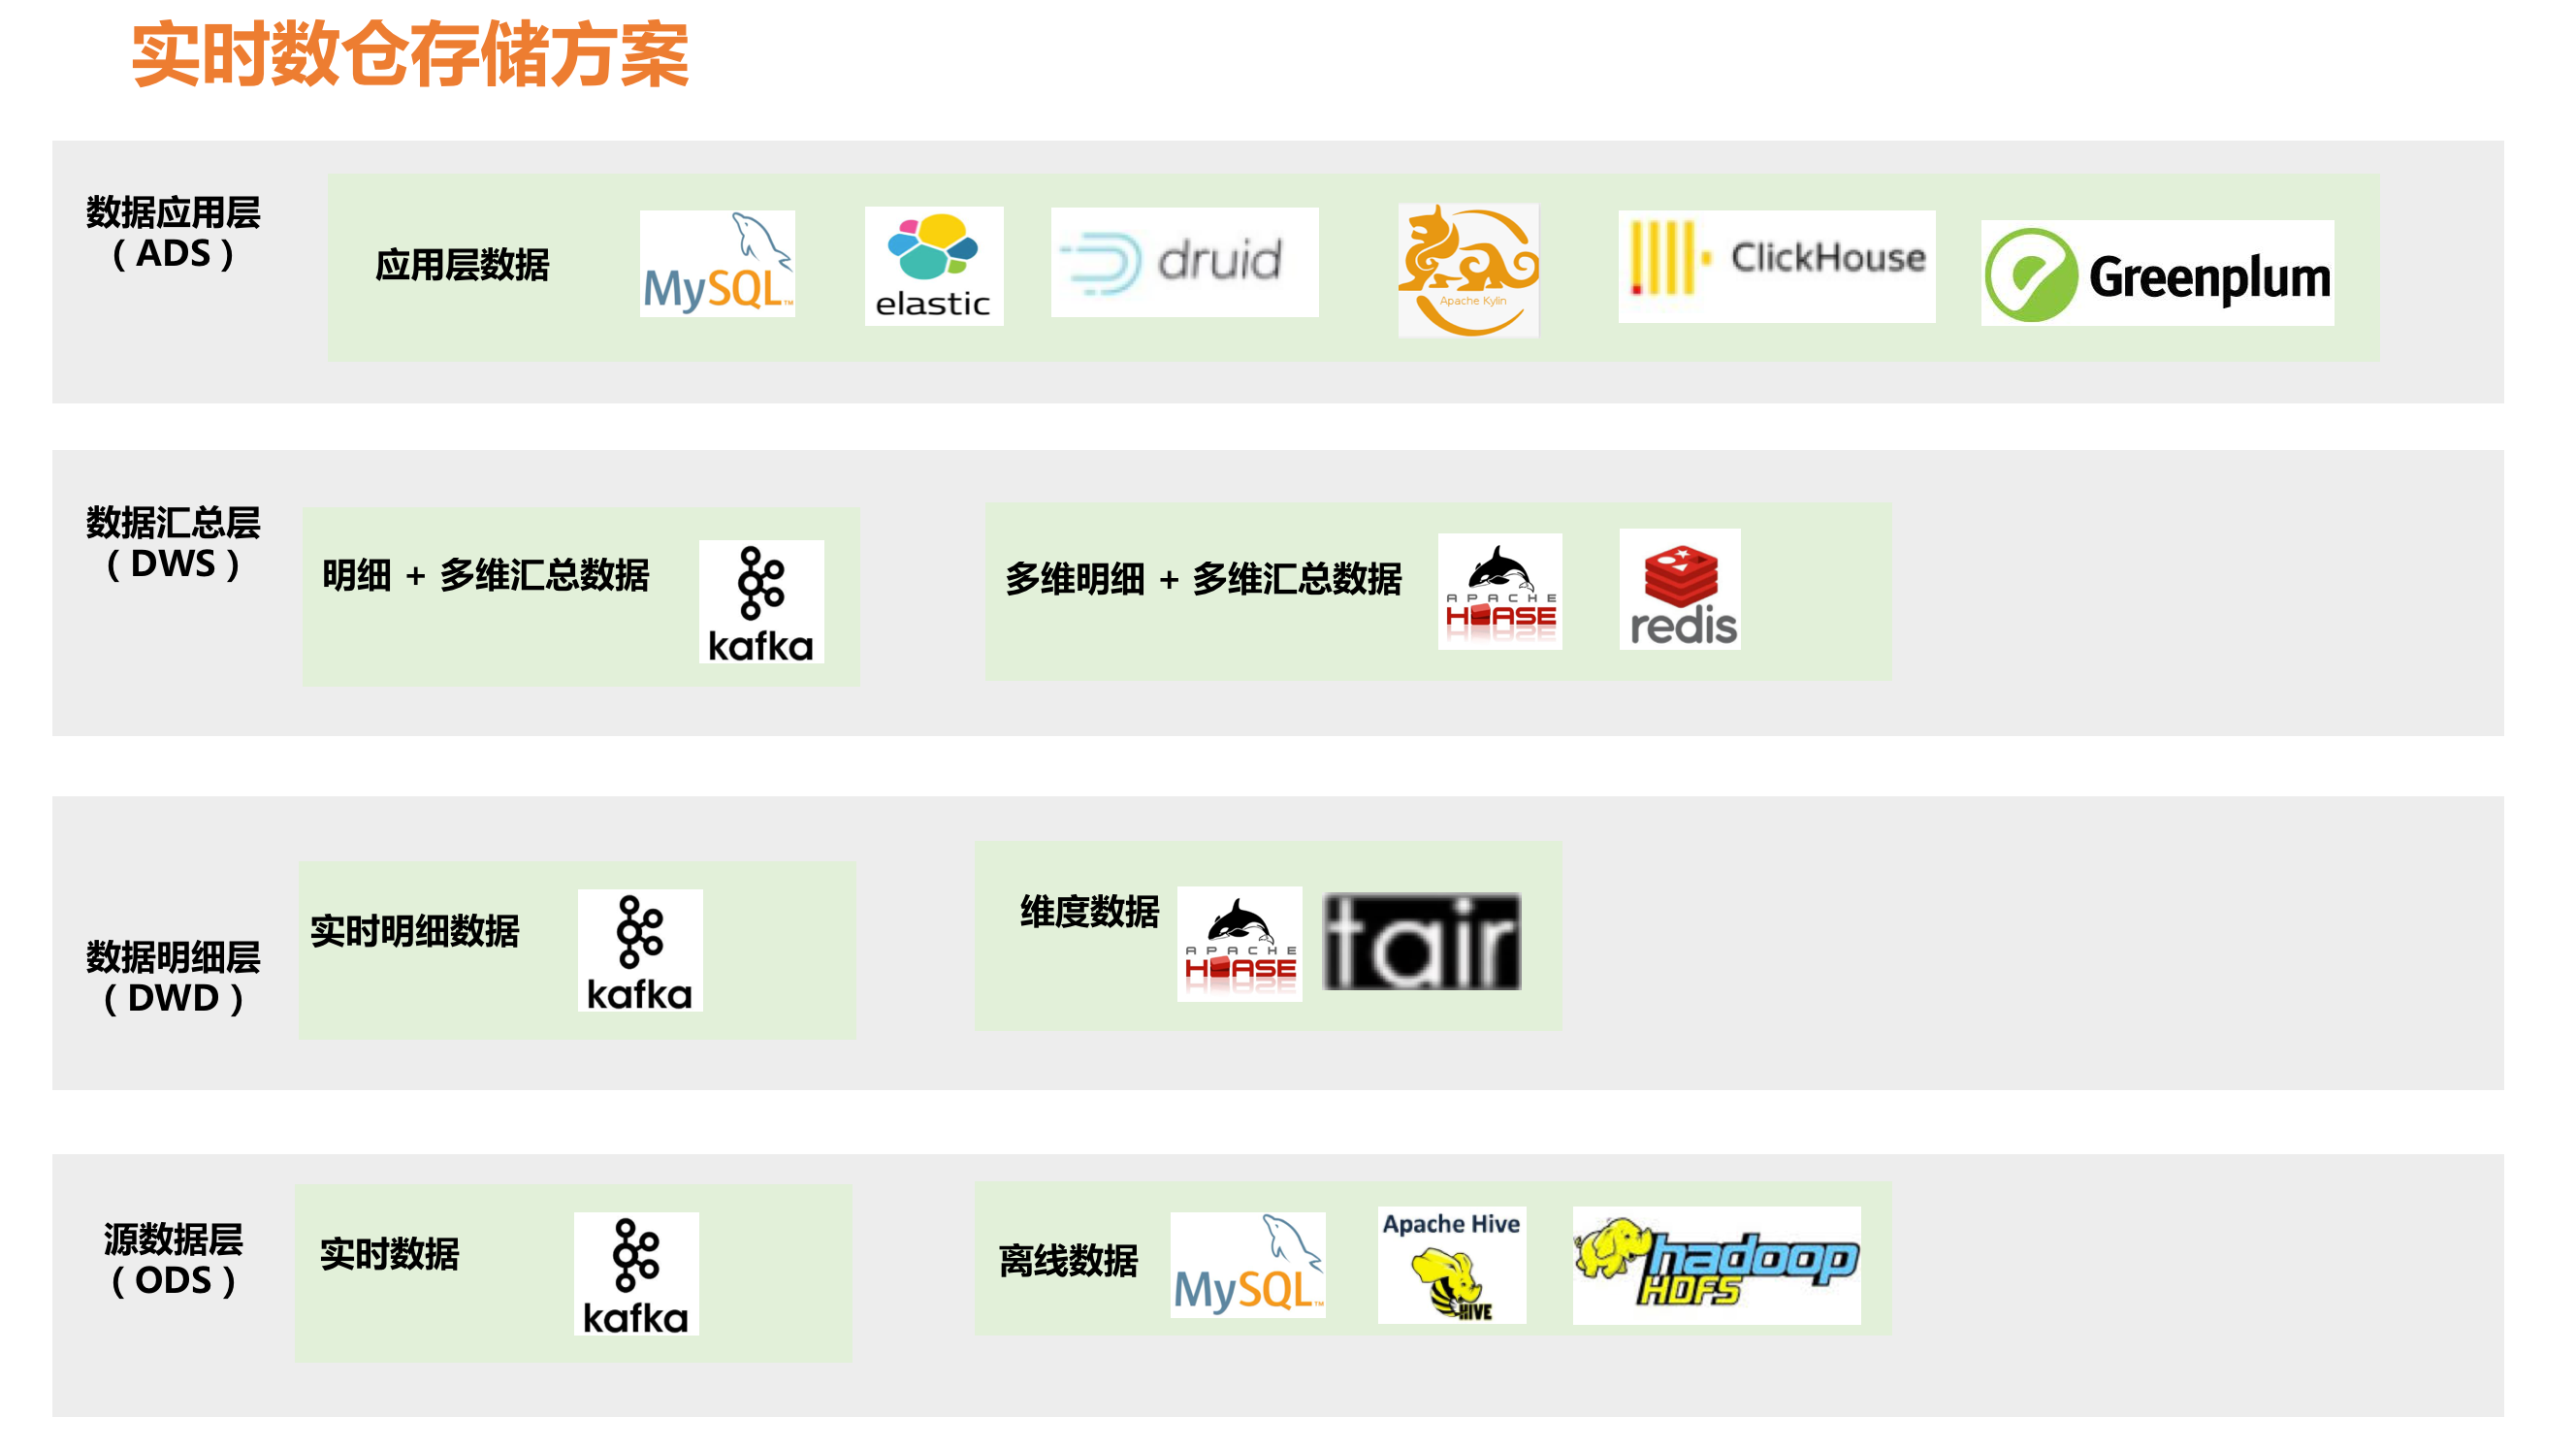 实时数仓存储方案
数据应用层
（ADS）
应用层数据
MySQL™
elastic
druid
Apache Kylin
ClickHouse
Greenplum
数据汇总层
（DWS）
明细 + 多维汇总数据
kafka
多维明细 + 多维汇总数据
APACHE
HBASE
redis
数据明细层
（DWD）
实时明细数据
kafka
维度数据
APACHE
HBASE
tair
源数据层
（ODS）
实时数据
kafka
离线数据
MySQL™
Apache Hive
HIVE
hadoop
HDFS